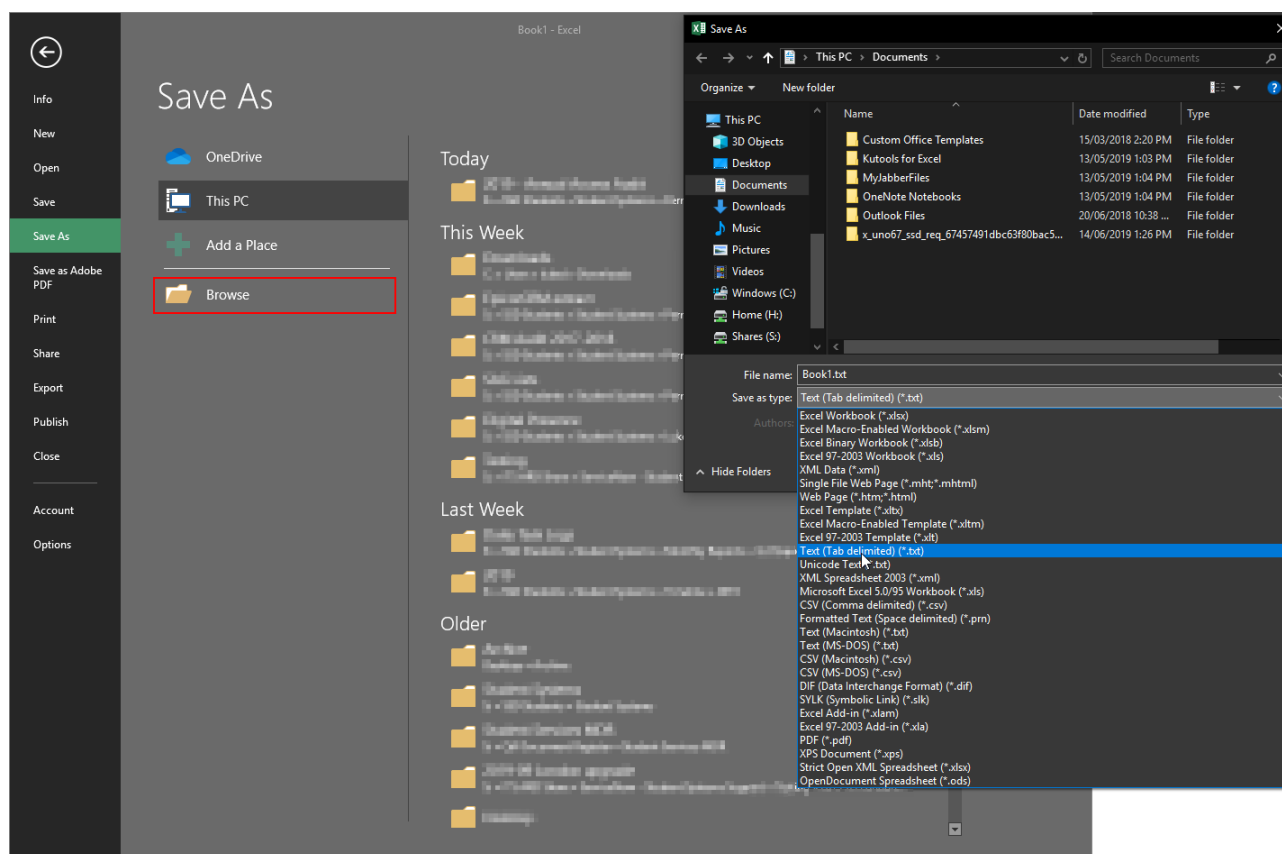 Book1 - Excel
Info
New
Open
Save
Save As
Save as Adobe
PDF
Print
Share
Export
Publish
Close
Account
Options
Save As
OneDrive
This PC
Add a Place
Browse
Today
This Week
Last Week
Older
Save As
This PC > Documents >
Search Documents
Organize
New folder
?
This PC
3D Objects
Desktop
Documents
Downloads
Music
Pictures
Videos
Windows (C:)
Home (H:)
Shares (S:)
Name Date modified Type
Custom Office Templates 15/03/2018 2:20 PM File folder
Kutools for Excel 13/05/2019 1:03 PM File folder
MyJabberFiles 13/05/2019 1:04 PM File folder
OneNote Notebooks 13/05/2019 1:04 PM File folder
Outlook Files 20/06/2018 10:38 ... File folder
x_uno67_ssd_req_67457491dbc63f80bac5... 14/06/2019 1:26 PM File folder
File name: Book1.txt
Save as type: Text (Tab delimited) (*.txt)
Authors:
Hide Folders
Excel Workbook (*.xlsx)
Excel Macro-Enabled Workbook (*.xlsm)
Excel Binary Workbook (*.xlsb)
Excel 97-2003 Workbook (*.xls)
XML Data (*.xml)
Single File Web Page (*.mht;*.mhtml)
Web Page (*.htm;*.html)
Excel Template (*.xltx)
Excel Macro-Enabled Template (*.xltm)
Excel 97-2003 Template (*.xlt)
Text (Tab delimited) (*.txt)
Unicode Text (*.txt)
XML Spreadsheet 2003 (*.xml)
Microsoft Excel 5.0/95 Workbook (*.xls)
CSV (Comma delimited) (*.csv)
Formatted Text (Space delimited) (*.prn)
Text (Macintosh) (*.txt)
Text (MS-DOS) (*.txt)
CSV (Macintosh) (*.csv)
CSV (MS-DOS) (*.csv)
DIF (Data Interchange Format) (*.dif)
SYLK (Symbolic Link) (*.slk)
Excel Add-in (*.xlam)
Excel 97-2003 Add-in (*.xla)
PDF (*.pdf)
XPS Document (*.xps)
Strict Open XML Spreadsheet (*.xlsx)
OpenDocument Spreadsheet (*.ods)